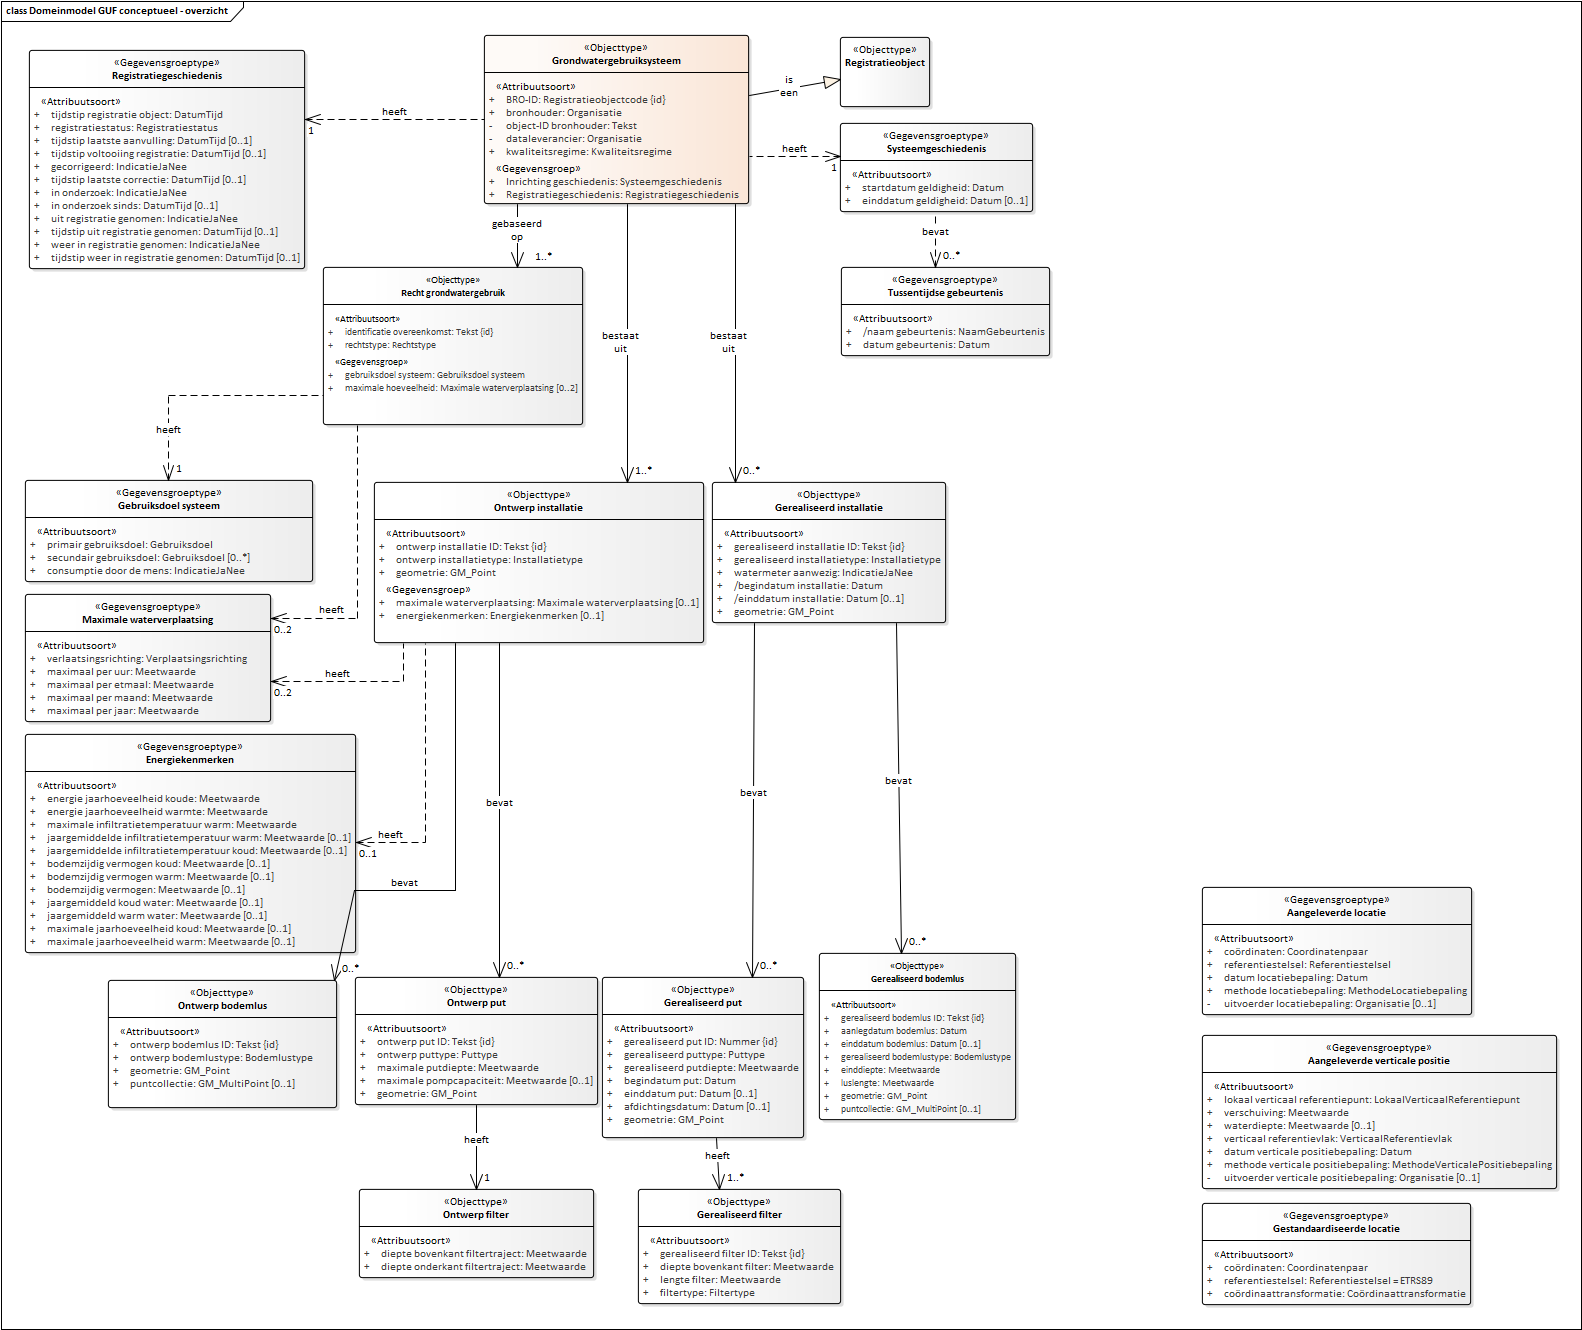 class Domeinmodel GUF conceptueel - overzicht
«Gegevensgroeptype»
Registratiegeschiedenis
«Attribuutsoort»
+ tijdstip registratie object: DatumTijd
+ registratiestatus: Registratiestatus
+ tijdstip laatste aanvulling: DatumTijd [0..1]
+ tijdstip voltooiing registratie: DatumTijd [0..1]
+ gecorrigeerd: IndicatieJaNee
+ tijdstip laatste correctie: DatumTijd [0..1]
+ in onderzoek: IndicatieJaNee
+ in onderzoek sinds: DatumTijd [0..1]
+ uit registratie genomen: IndicatieJaNee
+ tijdstip uit registratie genomen: DatumTijd [0..1]
+ weer in registratie genomen: IndicatieJaNee
+ tijdstip weer in registratie genomen: DatumTijd [0..1]
heeft
1
«Objecttype»
Grondwatergebruiksysteem
«Attribuutsoort»
+ BRO-ID: Registratieobjectcode {id}
+ bronhouder: Organisatie
- object-ID bronhouder: Tekst
- dataleverancier: Organisatie
+ kwaliteitsregime: Kwaliteitsregime
«Gegevensgroep»
+ Inrichting geschiedenis: Systeemgeschiedenis
+ Registratiegeschiedenis: Registratiegeschiedenis
is
een
«Objecttype»
Registratieobject
heeft
1
«Gegevensgroeptype»
Systeemgeschiedenis
«Attribuutsoort»
+ startdatum geldigheid: Datum
+ einddatum geldigheid: Datum [0..1]
bevat
0..*
«Gegevensgroeptype»
Tussentijdse gebeurtenis
«Attribuutsoort»
+ /naam gebeurtenis: NaamGebeurtenis
+ datum gebeurtenis: Datum
gebaseerd
op
1..*
«Objecttype»
Recht grondwatergebruik
«Attribuutsoort»
+ identificatie overeenkomst: Tekst {id}
+ rechtstype: Rechtstype
«Gegevensgroep»
+ gebruiksdoel systeem: Gebruiksdoel systeem
+ maximale hoeveelheid: Maximale waterverplaatsing [0..2]
bestaat
uit
1..*
bestaat
uit
0..*
heeft
1
«Gegevensgroeptype»
Gebruiksdoel systeem
«Attribuutsoort»
+ primair gebruiksdoel: Gebruiksdoel
+ secundair gebruiksdoel: Gebruiksdoel [0..*]
+ consumptie door de mens: IndicatieJaNee
«Objecttype»
Ontwerp installatie
«Attribuutsoort»
+ ontwerp installatie ID: Tekst {id}
+ ontwerp installatietype: Installatietype
+ geometrie: GM_Point
«Gegevensgroep»
+ maximale waterverplaatsing: Maximale waterverplaatsing [0..1]
+ energiekenmerken: Energiekenmerken [0..1]
«Objecttype»
Gerealiseerd installatie
«Attribuutsoort»
+ gerealiseerd installatie ID: Tekst {id}
+ gerealiseerd installatietype: Installatietype
+ watermeter aanwezig: IndicatieJaNee
+ /begindatum installatie: Datum
+ /einddatum installatie: Datum [0..1]
+ geometrie: GM_Point
«Gegevensgroeptype»
Maximale waterverplaatsing
«Attribuutsoort»
+ verlaatsingsrichting: Verplaatsingsrichting
+ maximaal per uur: Meetwaarde
+ maximaal per etmaal: Meetwaarde
+ maximaal per maand: Meetwaarde
+ maximaal per jaar: Meetwaarde
heeft
0..2
heeft
0..2
«Gegevensgroeptype»
Energiekenmerken
«Attribuutsoort»
+ energie jaarhoeveelheid koude: Meetwaarde
+ energie jaarhoeveelheid warmte: Meetwaarde
+ maximale infiltratietemperatuur warm: Meetwaarde
+ jaargemiddelde infiltratietemperatuur warm: Meetwaarde [0..1]
+ jaargemiddelde infiltratietemperatuur koud: Meetwaarde [0..1]
+ bodemzijdig vermogen koud: Meetwaarde [0..1]
+ bodemzijdig vermogen warm: Meetwaarde [0..1]
+ bodemzijdig vermogen: Meetwaarde [0..1]
+ jaargemiddeld koud water: Meetwaarde [0..1]
+ jaargemiddeld warm water: Meetwaarde [0..1]
+ maximale jaarhoeveelheid koud: Meetwaarde [0..1]
+ maximale jaarhoeveelheid warm: Meetwaarde [0..1]
heeft
0..1
bevat
0..*
bevat
0..*
bevat
0..*
bevat
0..*
«Objecttype»
Ontwerp bodemlus
«Attribuutsoort»
+ ontwerp bodemlus ID: Tekst {id}
+ ontwerp bodemlustype: Bodemlustype
+ geometrie: GM_Point
+ puntcollectie: GM_MultiPoint [0..1]
«Objecttype»
Ontwerp put
«Attribuutsoort»
+ ontwerp put ID: Tekst {id}
+ ontwerp puttype: Puttype
+ maximale putdiepte: Meetwaarde
+ maximale pompcapaciteit: Meetwaarde [0..1]
+ geometrie: GM_Point
«Objecttype»
Gerealiseerd put
«Attribuutsoort»
+ gerealiseerd put ID: Nummer {id}
+ gerealiseerd puttype: Puttype
+ gerealiseerd putdiepte: Meetwaarde
+ begindatum put: Datum
+ einddatum put: Datum [0..1]
+ afdichtingsdatum: Datum [0..1]
+ geometrie: GM_Point
«Objecttype»
Gerealiseerd bodemlus
«Attribuutsoort»
+ gerealiseerd bodemlus ID: Tekst {id}
+ aanlegdatum bodemlus: Datum
+ einddatum bodemlus: Datum [0..1]
+ gerealiseerd bodemlustype: Bodemlustype
+ einddiepte: Meetwaarde
+ luslengte: Meetwaarde
+ geometrie: GM_Point
+ puntcollectie: GM_MultiPoint [0..1]
heeft
1
«Objecttype»
Ontwerp filter
«Attribuutsoort»
+ diepte bovenkant filtertraject: Meetwaarde
+ diepte onderkant filtertraject: Meetwaarde
heeft
1..*
«Objecttype»
Gerealiseerd filter
«Attribuutsoort»
+ gerealiseerd filter ID: Tekst {id}
+ diepte bovenkant filter: Meetwaarde
+ lengte filter: Meetwaarde
+ filtertype: Filtertype
«Gegevensgroeptype»
Aangeleverde locatie
«Attribuutsoort»
+ coördinaten: Coordinatenpaar
+ referentiestelsel: Referentiestelsel
+ datum locatiebepaling: Datum
+ methode locatiebepaling: MethodeLocatiebepaling
- uitvoerder locatiebepaling: Organisatie [0..1]
«Gegevensgroeptype»
Aangeleverde verticale positie
«Attribuutsoort»
+ lokaal verticaal referentiepunt: LokaalVerticaalReferentiepunt
+ verschuiving: Meetwaarde
+ waterdiepte: Meetwaarde [0..1]
+ verticaal referentievlak: VerticaalReferentievlak
+ datum verticale positiebepaling: Datum
+ methode verticale positiebepaling: MethodeVerticalePositiebepaling
- uitvoerder verticale positiebepaling: Organisatie [0..1]
«Gegevensgroeptype»
Gestandaardiseerde locatie
«Attribuutsoort»
+ coördinaten: Coordinatenpaar
+ referentiestelsel: Referentiestelsel = ETRS89
+ coördinaattransformatie: Coördinaattransformatie